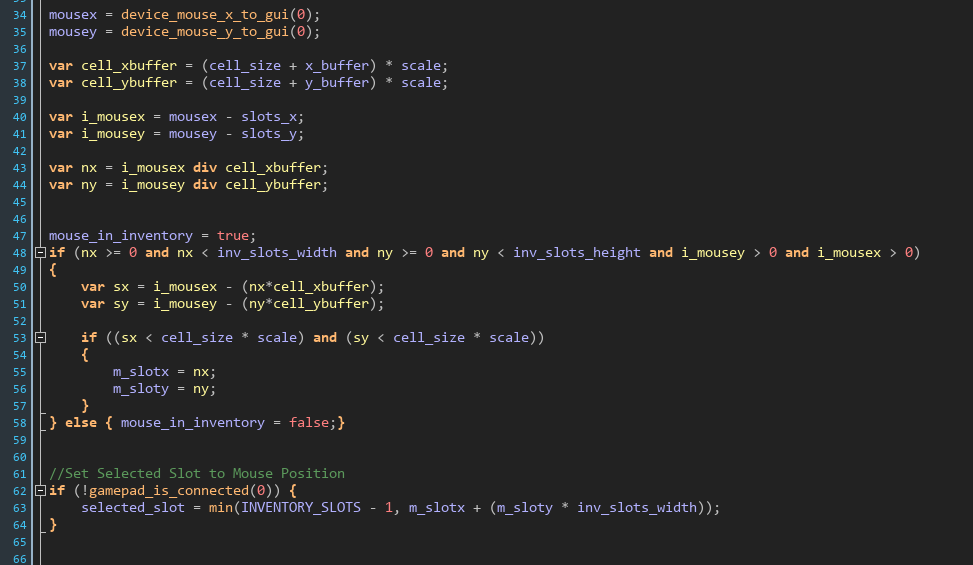 34 mousex = device_mouse_x_to_gui(0);
35 mousey = device_mouse_y_to_gui(0);
36
37 var cell_xbuffer = (cell_size + x_buffer) * scale;
38 var cell_ybuffer = (cell_size + y_buffer) * scale;
39
40 var i_mousex = mousex - slots_x;
41 var i_mousey = mousey - slots_y;
42
43 var nx = i_mousex div cell_xbuffer;
44 var ny = i_mousey div cell_ybuffer;
45
46
47 mouse_in_inventory = true;
48 if (nx >= 0 and nx < inv_slots_width and ny >= 0 and ny < inv_slots_height and i_mousey > 0 and i_mousex > 0)
49 {
50 var sx = i_mousex - (nx*cell_xbuffer);
51 var sy = i_mousey - (ny*cell_ybuffer);
52
53 if ((sx < cell_size * scale) and (sy < cell_size * scale))
54 {
55 m_slotx = nx;
56 m_sloty = ny;
57 }
58 } else { mouse_in_inventory = false;}
59
60
61 //Set Selected Slot to Mouse Position
62 if (!gamepad_is_connected(0)) {
63 selected_slot = min(INVENTORY_SLOTS - 1, m_slotx + (m_sloty * inv_slots_width));
64 }
65
66